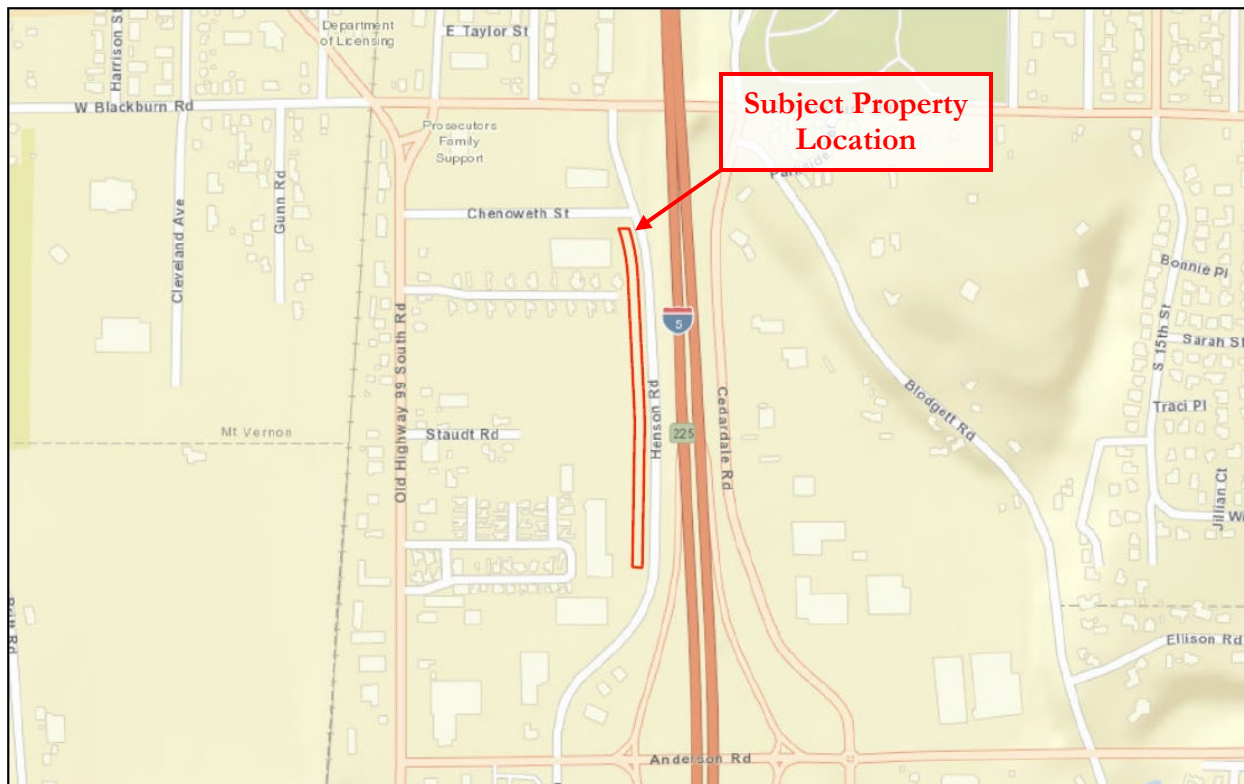 Department
of Licensing
E Taylor St
Harrison St
W Blackburn Rd
Subject Property
Location
Prosecutors
Family
Support
Parkside
Chenoweth St
Cleveland Ave
Gunn Rd
Old Highway 99 South Rd
5
Henson Rd
Cedardale Rd
Blodgett Rd
S 15th St
Bonnie Pl
Sarah St
Traci Pl
Mt Vernon
Staudt Rd
225
Jillian Ct
Ellison Rd
Anderson Rd